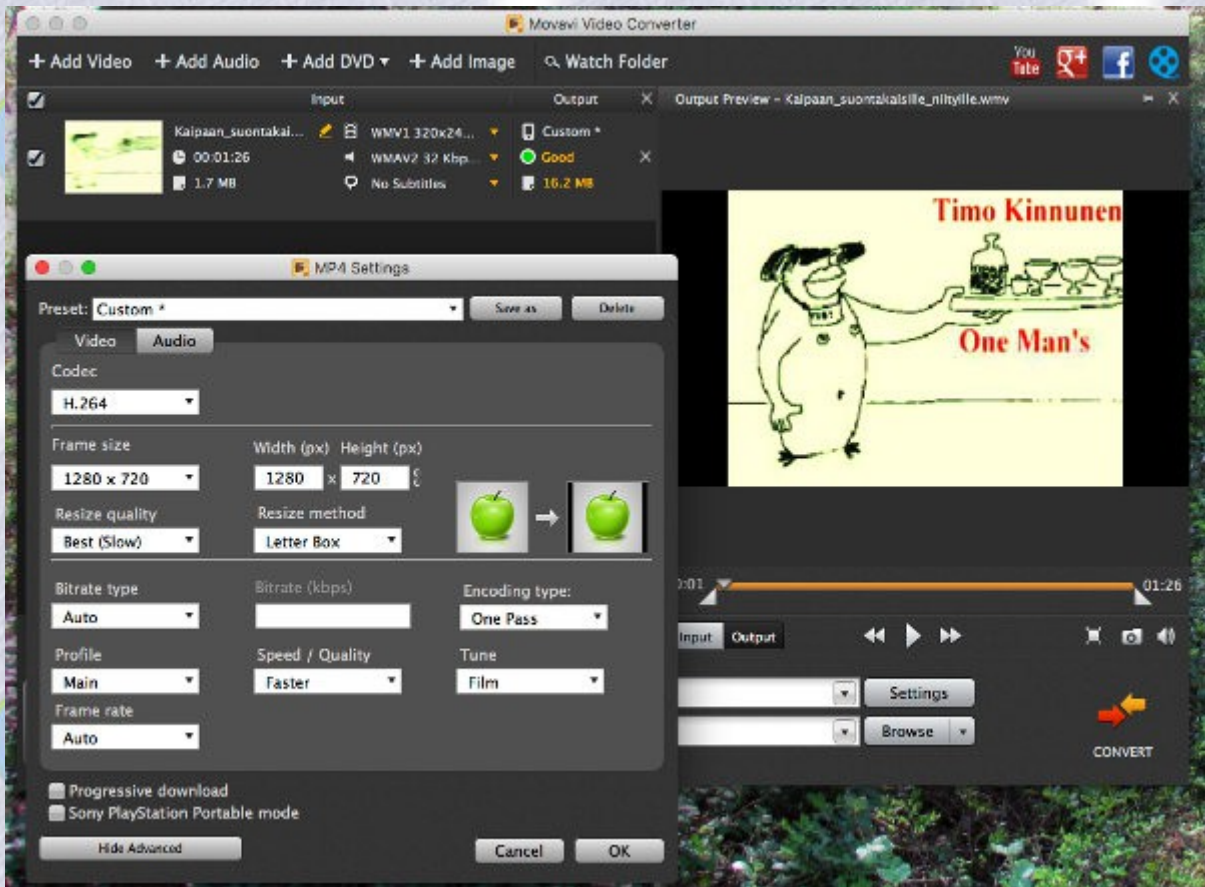 Movavi Video Converter
+ Add Video + Add Audio + Add DVD ▾ + Add Image Watch Folder
You Tube g+ f
Input Output X Output Preview - Kaipaan_suontakaisille_niityille.wmv X
Kaipaan_suontakai... WMV1 320x24... Custom *
00:01:26 WMAV2 32 Kbp... Good X
1.7 MB No Subtitles 16.2 MB
Timo Kinnunen
One Man's
MP4 Settings
Preset: Custom * Save as Delete
Video Audio
Codec
H.264
Frame size Width (px) Height (px)
1280 x 720 1280 x 720
Resize quality Resize method
Best (Slow) Letter Box
Bitrate type Bitrate (kbps) Encoding type:
Auto One Pass
Profile Speed / Quality Tune
Main Faster Film
Frame rate
Auto
Progressive download
Sony PlayStation Portable mode
Hide Advanced Cancel OK
0:01 01:26
Input Output
Settings
Browse
CONVERT